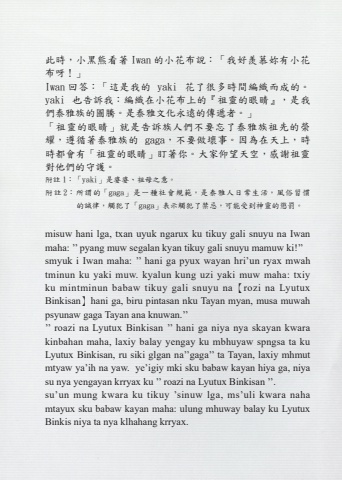 此時，小黑熊看著 Iwan 的小花布說：「我好羨慕妳有小花
布呀！」
Iwan 回答：「這是我的 yaki 花了很多時間編織而成的。
yaki 也告訴我：編織在小花布上的『祖靈的眼睛』，是我
們泰雅族的圖騰。是泰雅文化永遠的傳遞者。」
「祖靈的眼睛」就是告訴族人們不要忘了泰雅族祖先的榮
耀，遵循著泰雅族的 gaga，不要做壞事。因為在天上，時
時都會有「祖靈的眼睛」盯著你。大家仰望天空，感謝祖靈
對他們的守護。
附註 1：「yaki」是婆婆、祖母之意。
附註 2：所謂的「gaga」是一種社會規範，是泰雅人日常生活，風俗習慣
的誡律，觸犯了「gaga」表示觸犯了禁忌，可能受到神靈的懲罰。
misuw hani lga, txan uyuk ngarux ku tikuy gali snuyu na Iwan
maha: ” pyang muw segalan kyan tikuy gali snuyu mamuw ki!”
smyuk i Iwan maha: ” hani ga pyux wayan hri’un ryax mwah
tminun ku yaki muw. kyalun kung uzi yaki muw maha: txiy
ku mintminun babaw tikuy gali snuyu na【rozi na Lyutux
Binkisan】hani ga, biru pintasan nku Tayan myan, musa muwah
psyunaw gaga Tayan ana knuwan.”
” roazi na Lyutux Binkisan ” hani ga niya nya skayan kwara
kinbahan maha, laxiy balay yengay ku mbhuyaw spngsa ta ku
Lyutux Binkisan, ru siki glgan na”gaga” ta Tayan, laxiy mhmut
mtyaw ya’ih na yaw.  ye’igiy mki sku babaw kayan hiya ga, niya
su nya yengayan krryax ku ” roazi na Lyutux Binkisan ”.
su’un mung kwara ku tikuy ’sinuw lga, ms’uli kwara naha
mtayux sku babaw kayan maha: ulung mhuway balay ku Lyutux
Binkis niya ta nya klhahang krryax.